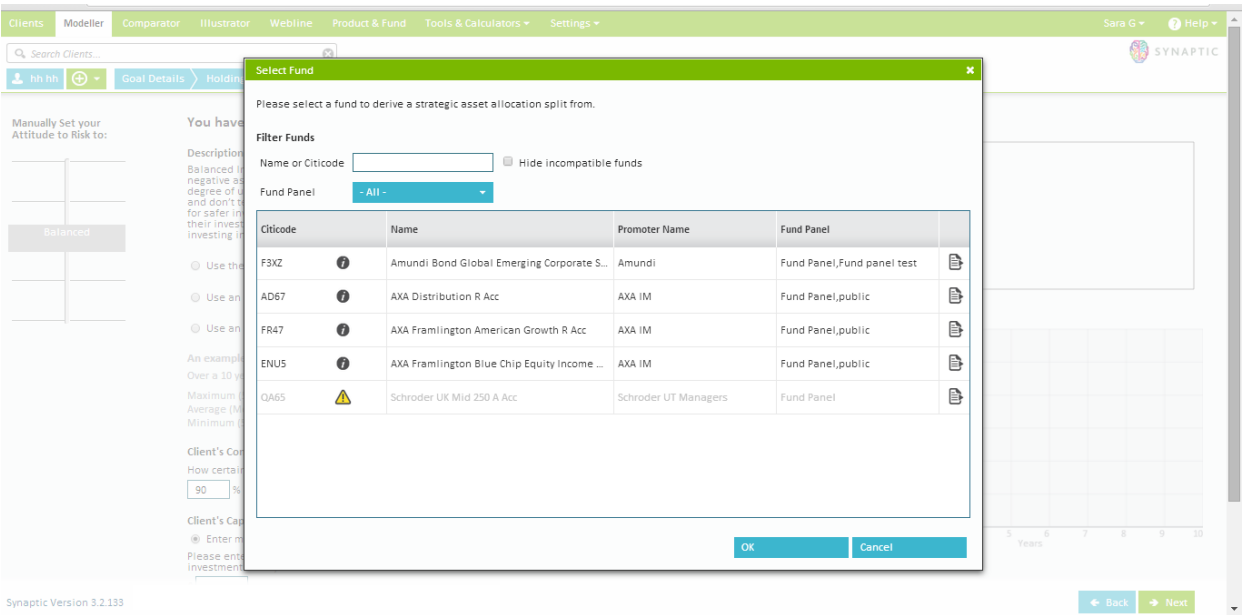 Clients Modeller Comparator Illustrator Webline Product & Fund Tools & Calculators Settings Sara G Help
Search Clients...
SYNAPTIC
hh hh Goal Details Holdin
Select Fund
Please select a fund to derive a strategic asset allocation split from.
Filter Funds
Name or Citicode Hide incompatible funds
Fund Panel - All -
Citicode Name Promoter Name Fund Panel
F3XZ Amundi Bond Global Emerging Corporate S... Amundi Fund Panel,Fund panel test
AD67 AXA Distribution R Acc AXA IM Fund Panel,public
FR47 AXA Framlington American Growth R Acc AXA IM Fund Panel,public
ENU5 AXA Framlington Blue Chip Equity Income ... AXA IM Fund Panel,public
QA65 Schroder UK Mid 250 A Acc Schroder UT Managers Fund Panel
OK Cancel
Manually Set your
Attitude to Risk to:
Balanced
You have
Description
Balanced In
negative as
degree of u
and don't t
for safer in
their invest
investing in
Use the
Use an
Use an
An example
Over a 10 y
Maximum (
Average (M
Minimum (S
Client's Con
How certain
90 %
Client's Cap
Enter m
Please ente
investment
5 6 7 8 9 10
Years
Synaptic Version 3.2.133
Back Next